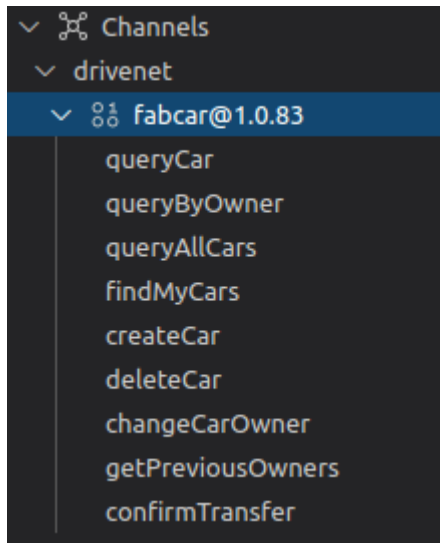 Channels
drivenet
fabcar@1.0.83
queryCar
queryByOwner
queryAllCars
findMyCars
createCar
deleteCar
changeCarOwner
getPreviousOwners
confirmTransfer